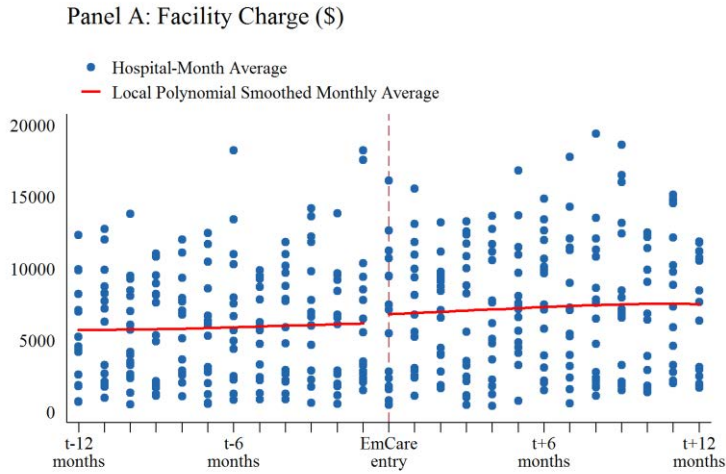 Panel A: Facility Charge ($)
Hospital-Month Average
Local Polynomial Smoothed Monthly Average
20000
15000
10000
5000
0
t-12 months
t-6 months
EmCare entry
t+6 months
t+12 months